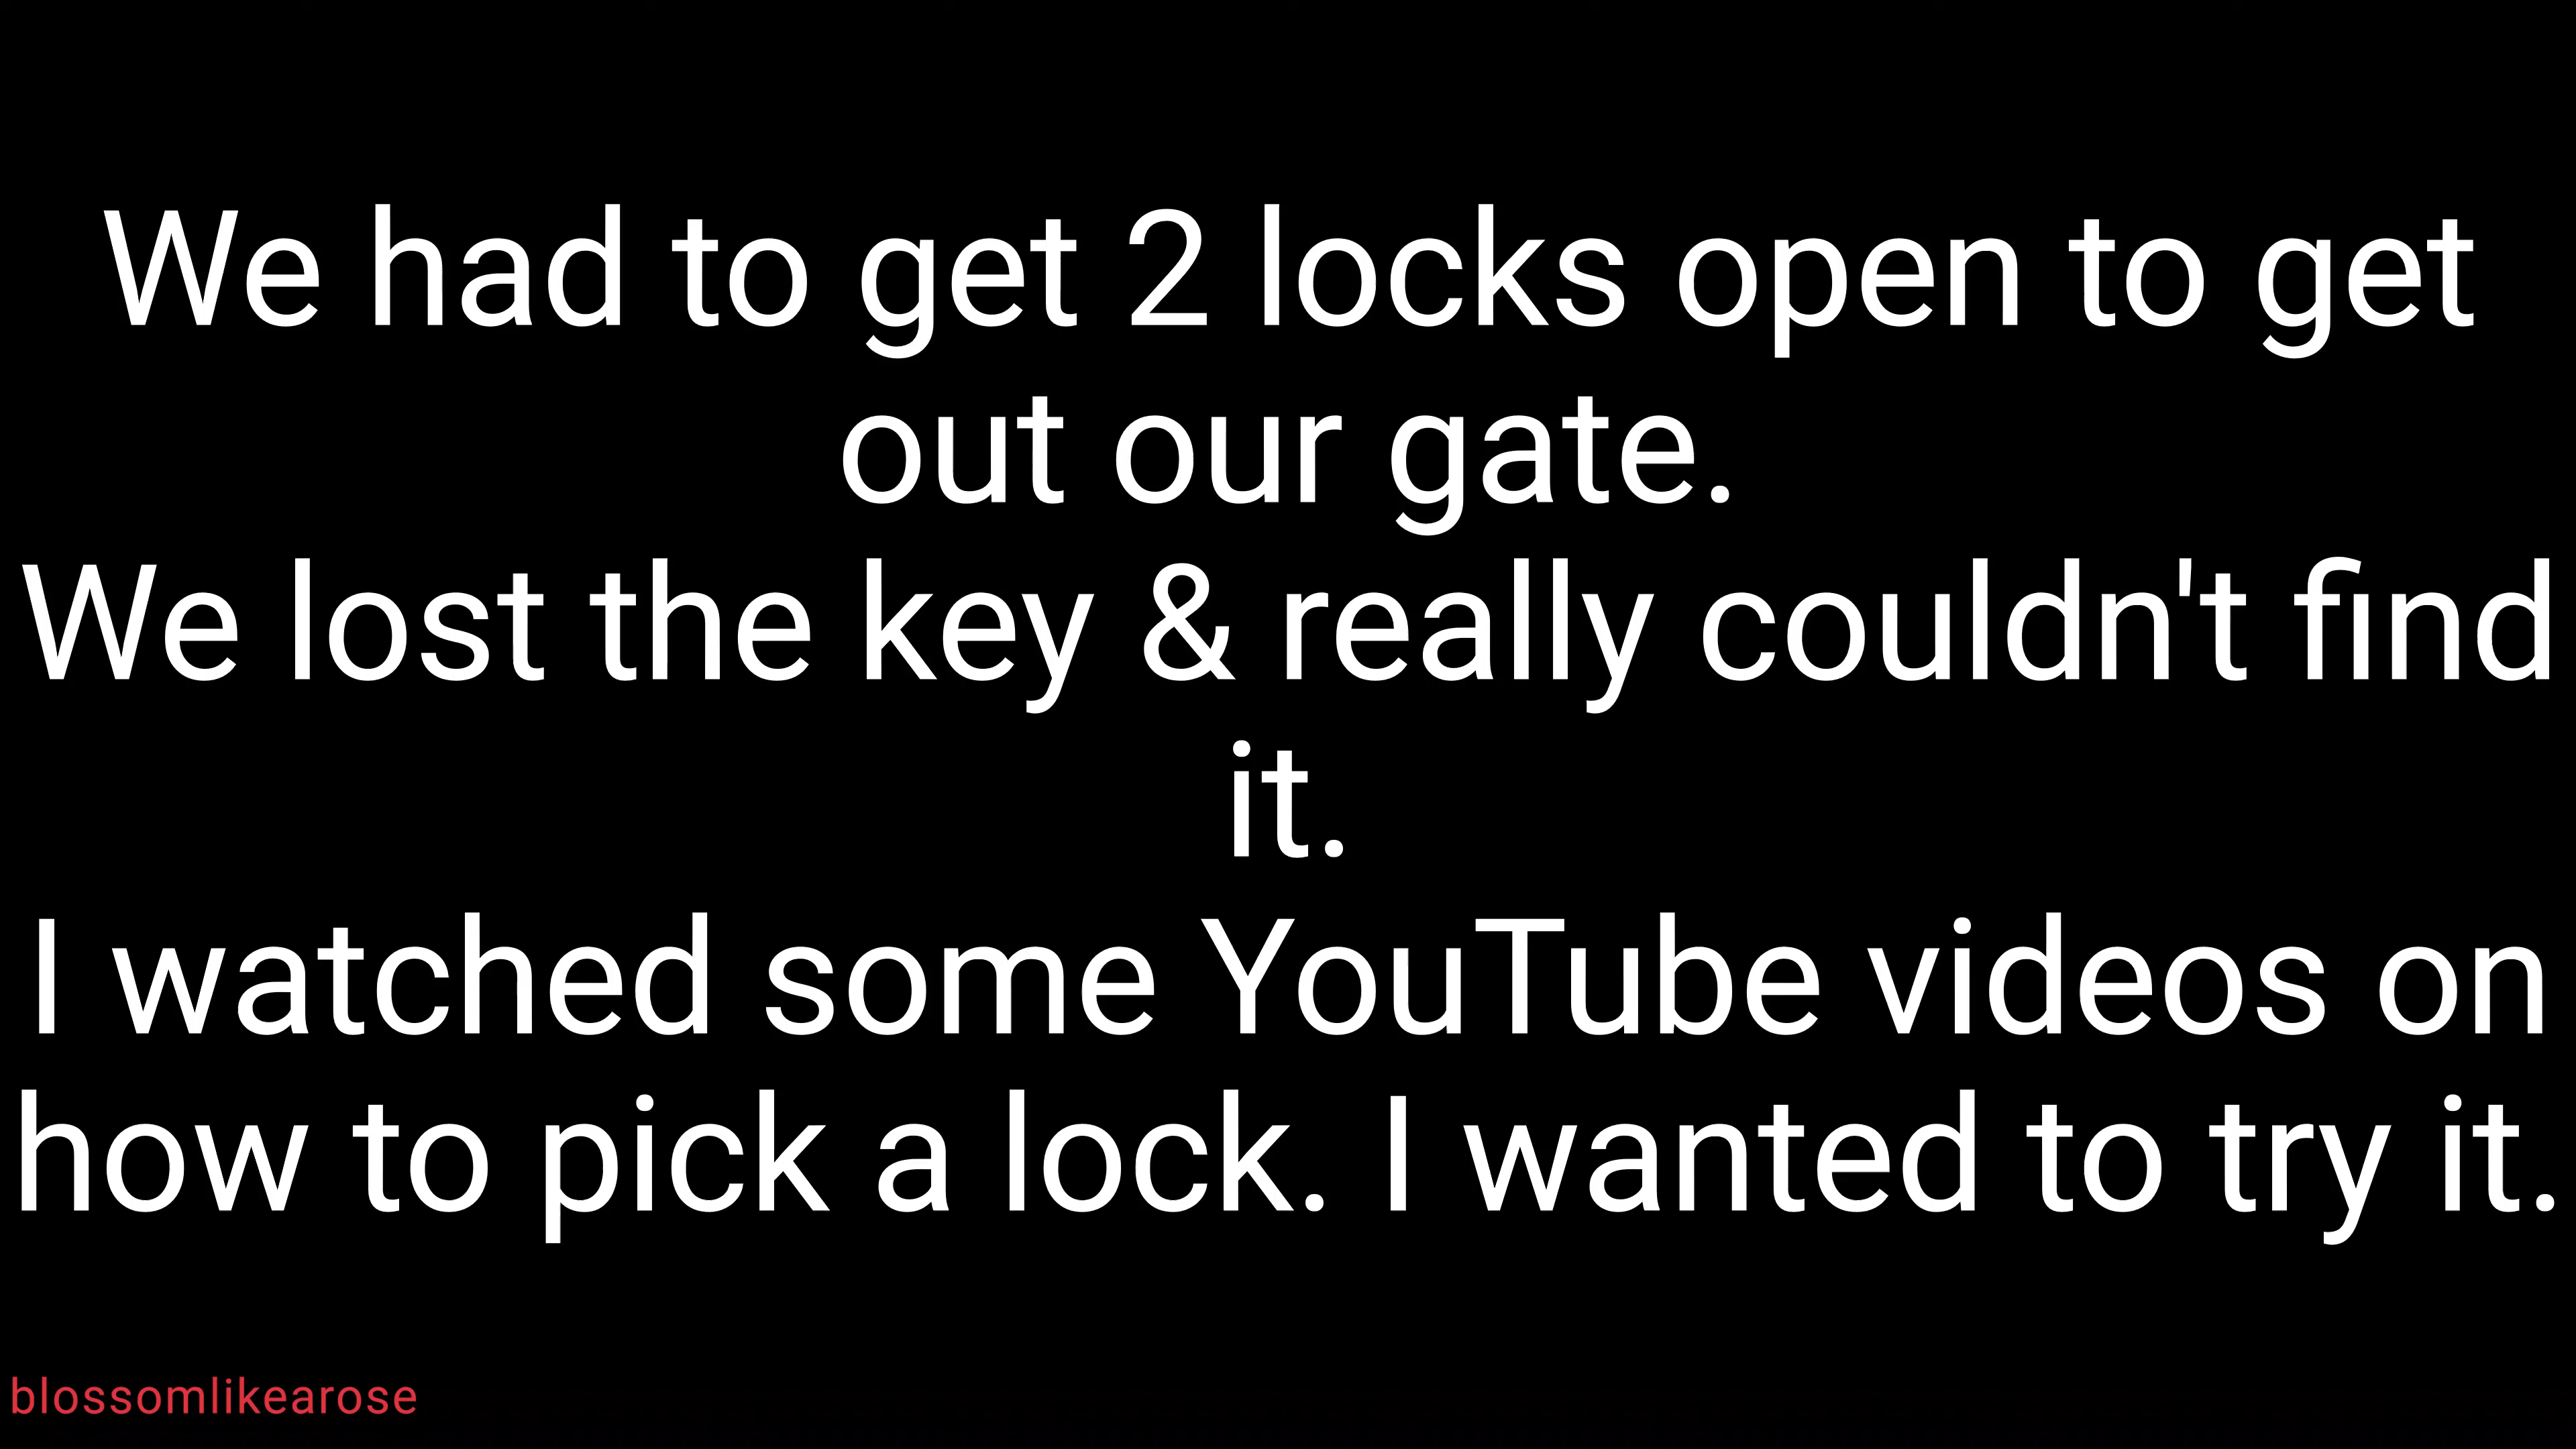 We had to get 2 locks open to get
out our gate.
We lost the key & really couldn't find
it.
I watched some YouTube videos on
how to pick a lock. I wanted to try it.
blossomlikearose